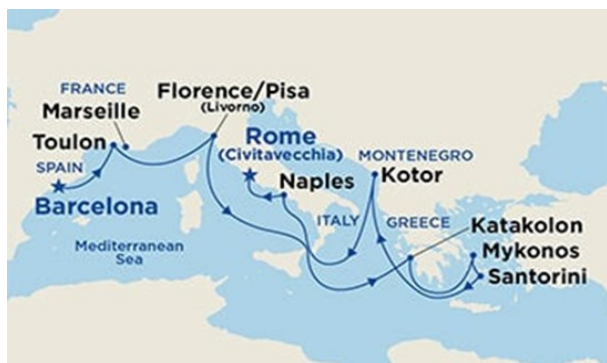 FRANCE
Marseille
Toulon
SPAIN
Barcelona
Mediterranean
Sea
Florence/Pisa
(Livorno)
Rome
(Civitavecchia)
Naples
ITALY
MONTENEGRO
Kotor
GREECE
Katakolon
Mykonos
Santorini